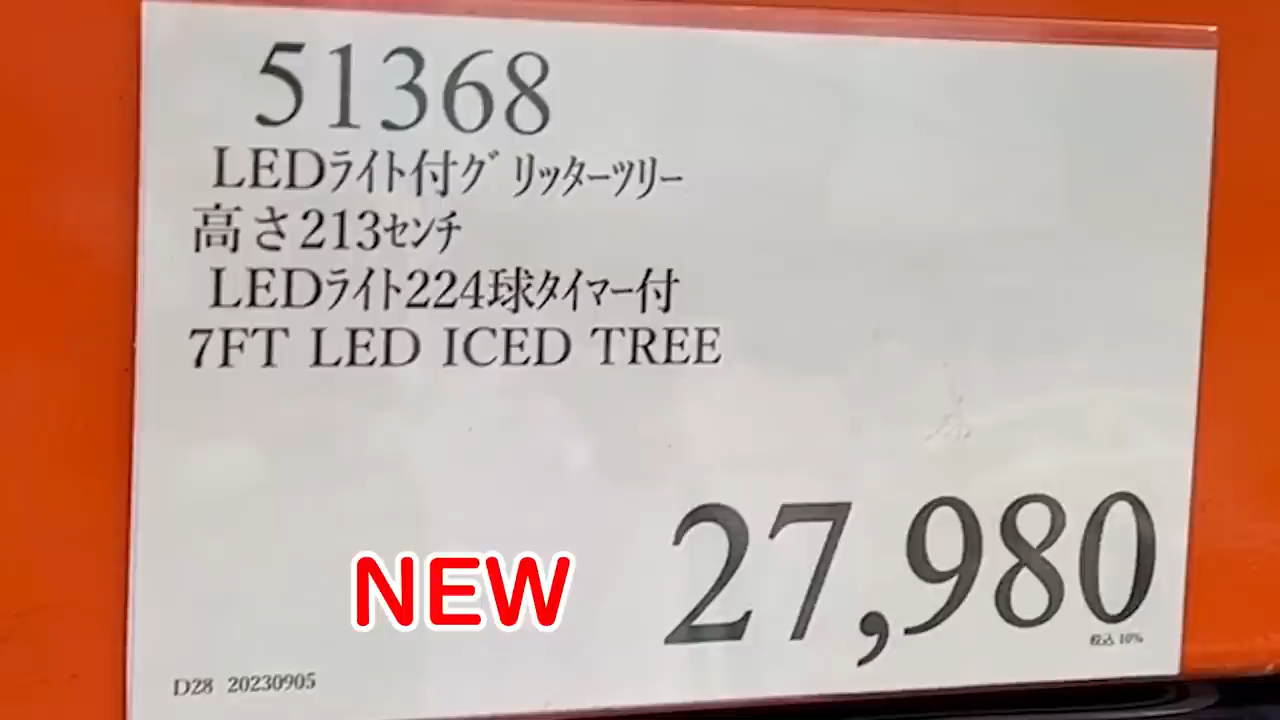 51368
LEDﾗｲﾄ付ｸﾞﾘｯﾀｰﾂﾘｰ
高さ213ｾﾝﾁ
LEDﾗｲﾄ224球ﾀｲﾏｰ付
7FT LED ICED TREE
27,980
税込 10%
NEW
D28 20230905